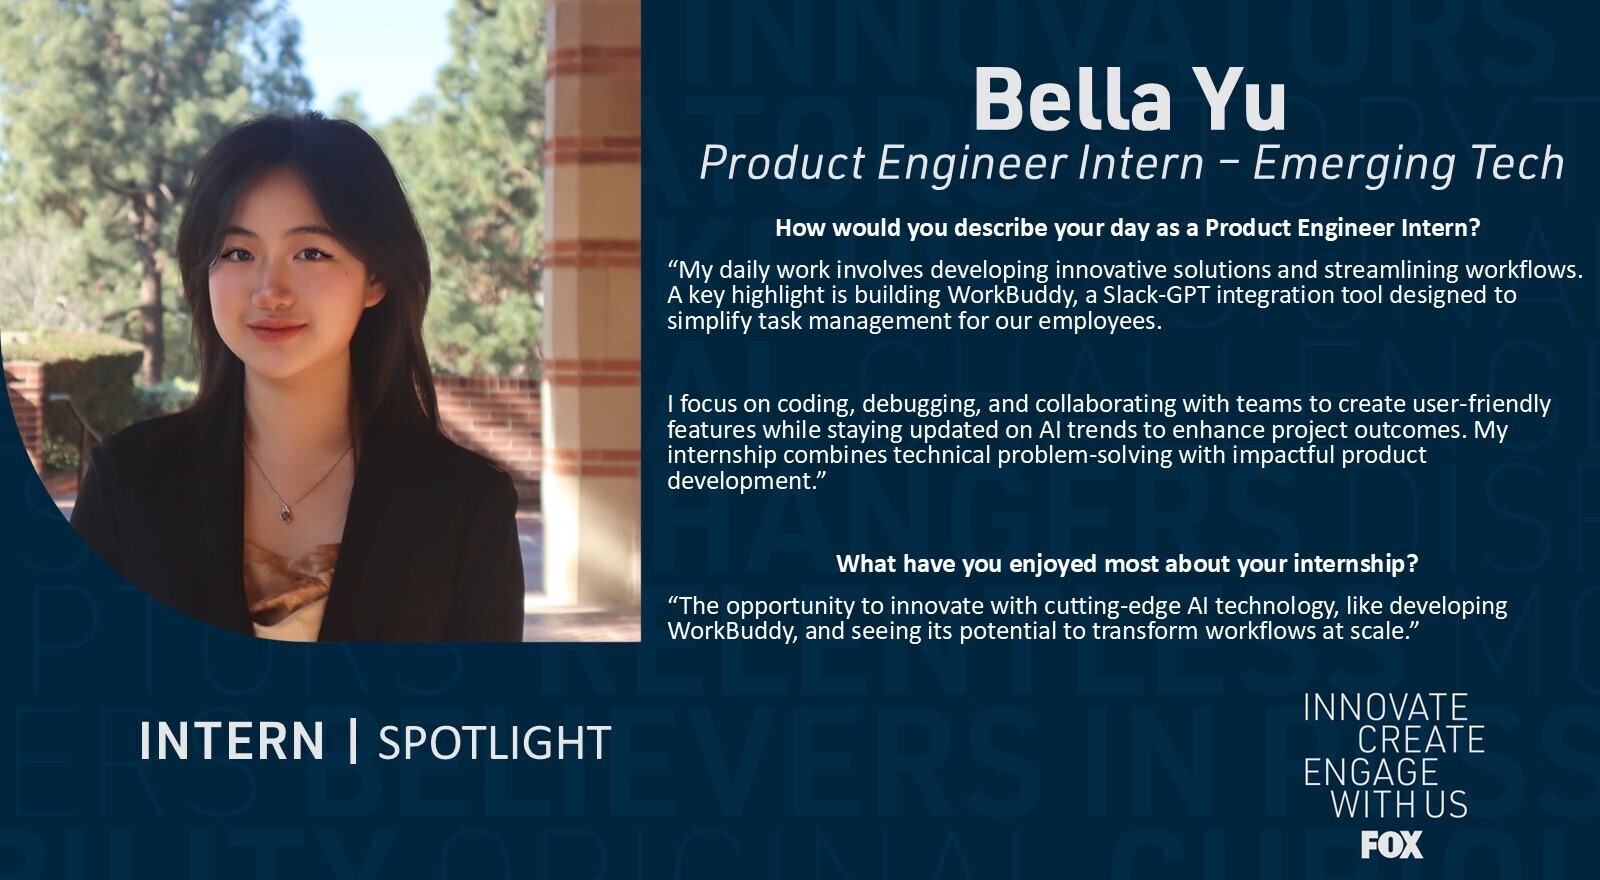 Bella Yu
Product Engineer Intern – Emerging Tech
How would you describe your day as a Product Engineer Intern?
“My daily work involves developing innovative solutions and streamlining workflows.
A key highlight is building WorkBuddy, a Slack-GPT integration tool designed to
simplify task management for our employees.
I focus on coding, debugging, and collaborating with teams to create user-friendly
features while staying updated on AI trends to enhance project outcomes. My
internship combines technical problem-solving with impactful product
development.”
What have you enjoyed most about your internship?
“The opportunity to innovate with cutting-edge AI technology, like developing
WorkBuddy, and seeing its potential to transform workflows at scale.”
INTERN | SPOTLIGHT
INNOVATE
CREATE
ENGAGE
WITH US
FOX